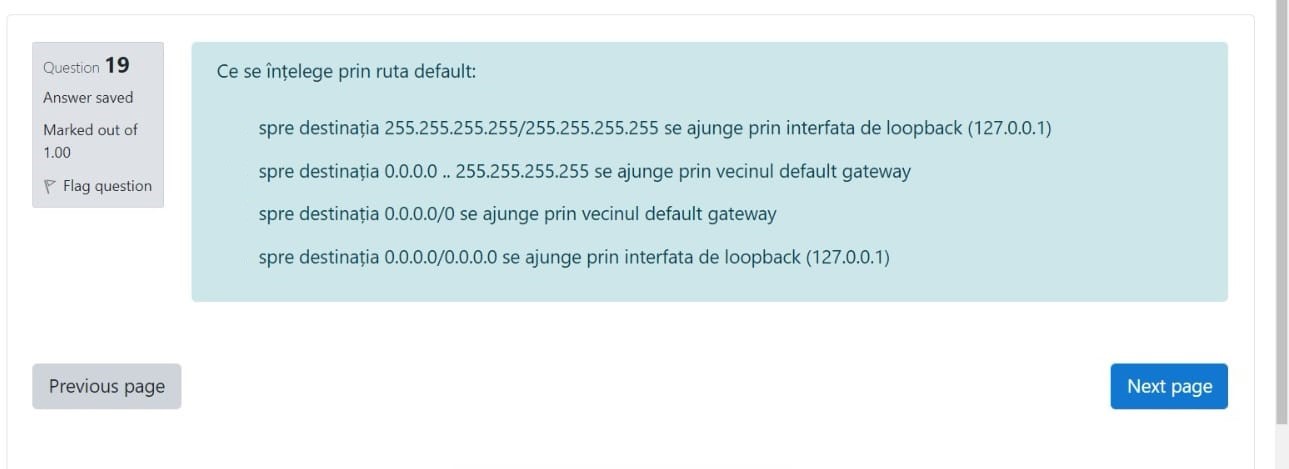 Question 19
Answer saved
Marked out of
1.00
Flag question
Ce se înțelege prin ruta default:
spre destinația 255.255.255.255/255.255.255.255 se ajunge prin interfata de loopback (127.0.0.1)
spre destinația 0.0.0.0 .. 255.255.255.255 se ajunge prin vecinul default gateway
spre destinația 0.0.0.0/0 se ajunge prin vecinul default gateway
spre destinația 0.0.0.0/0.0.0.0 se ajunge prin interfata de loopback (127.0.0.1)
Previous page
Next page